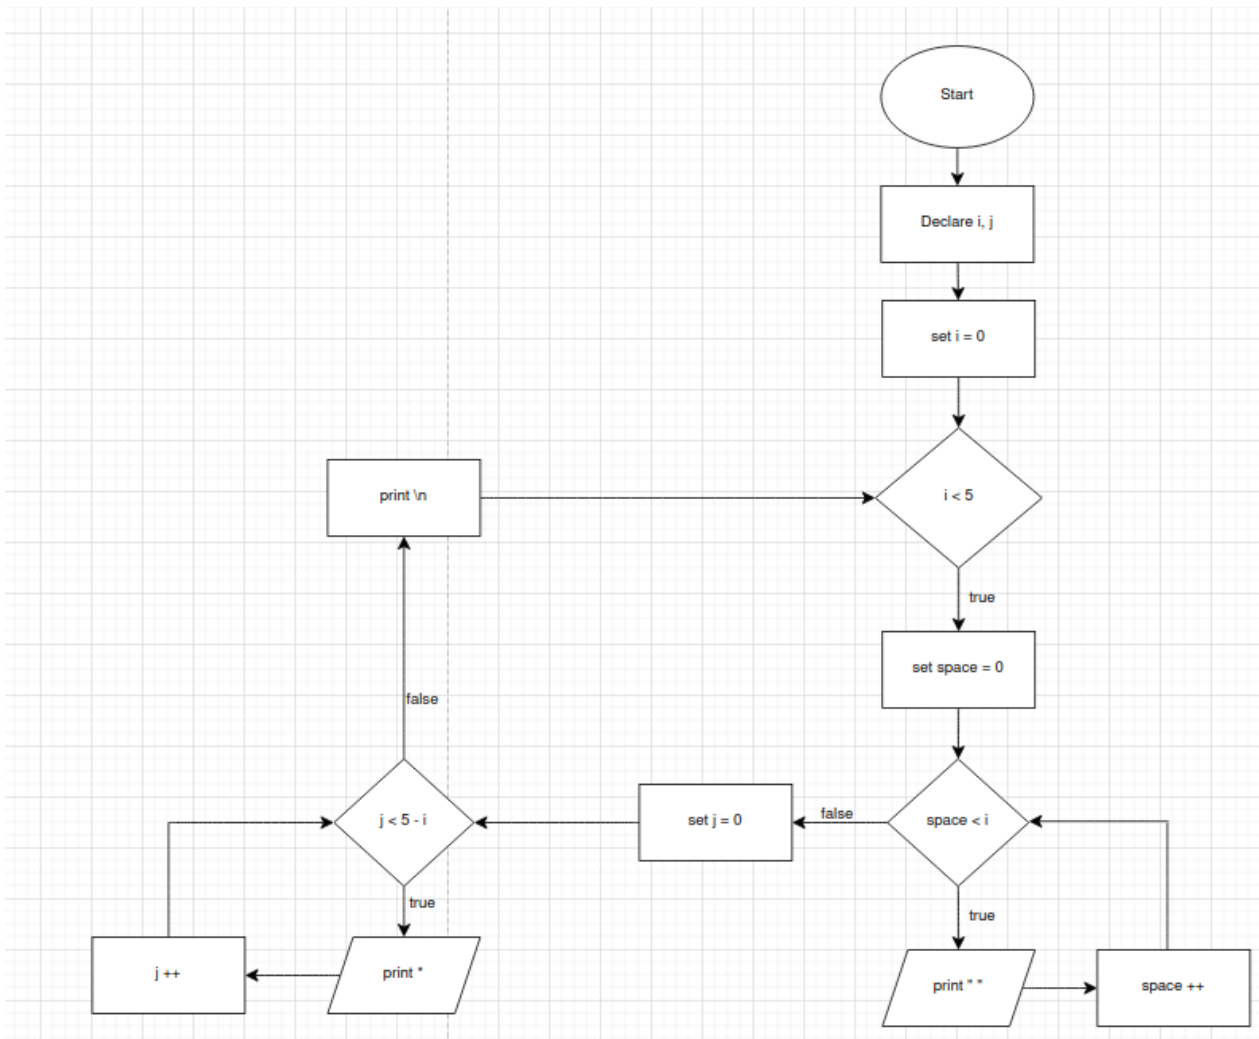 Start
Declare i, j
set i = 0
i < 5
print \n
true
set space = 0
false
space < i
false
set j = 0
j < 5 - i
true
print " "
space ++
true
print *
j ++